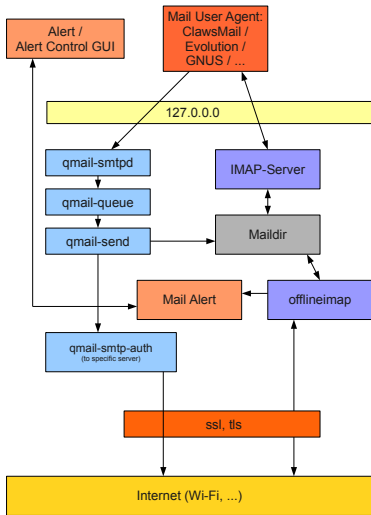 Alert /
Alert Control GUI
Mail User Agent:
ClawsMail /
Evolution /
GNUS / ...
127.0.0.0
qmail-smtpd
IMAP-Server
qmail-queue
qmail-send
Maildir
Mail Alert
offlineimap
qmail-smtp-auth
(to specific server)
ssl, tls
Internet (Wi-Fi, ...)